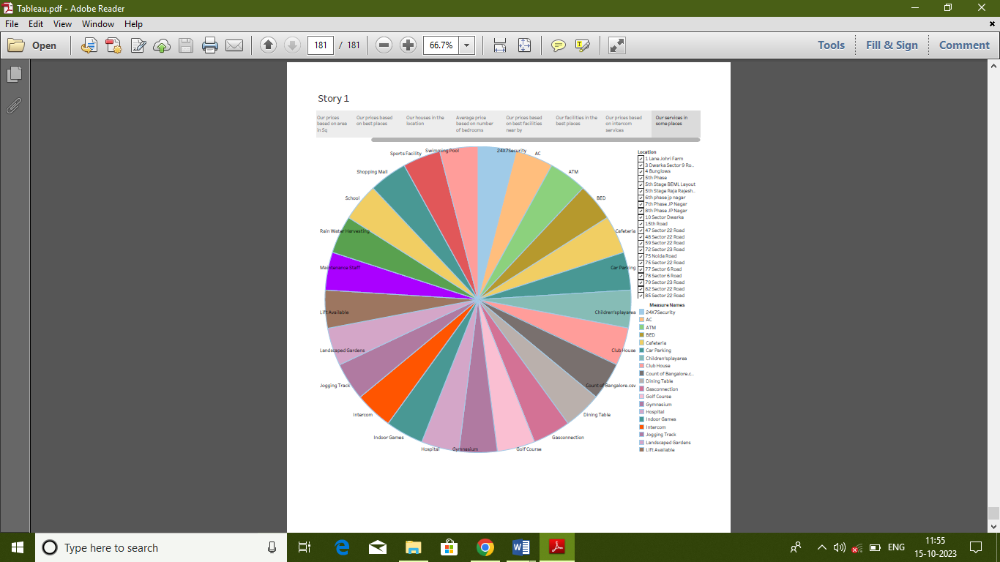 Tableau.pdf - Adobe Reader
File Edit View Window Help
Open 181 / 181 66.7% Tools Fill & Sign Comment
Story 1
Our prices based on area in Sq
Our prices based on best places
Our houses in the location
Average price based on number of bedrooms
Our prices based on best facilities near by
Our facilities in the best places
Our prices based on intercom services
Our services in some places
24X7Security
AC
ATM
BED
Cafeteria
Car Parking
Children'splayarea
Club House
Count of Bangalore.csv
Dining Table
Gasconnection
Golf Course
Gymnasium
Hospital
Indoor Games
Intercom
Jogging Track
Landscaped Gardens
Lift Available
Maintenance Staff
Rain Water Harvesting
School
Shopping Mall
Sports Facility
Swimming Pool
Location
1 Lane Johri Farm
3 Dwarka Sector 9 Ro..
4 Bunglows
5th Phase
5th Stage BEML Layout
5th Stage Raja Rajesh..
6th phase jp nagar
7th Phase JP Nagar
8th Phase JP Nagar
10 Sector Dwarka
15th Road
47 Sector 22 Road
48 Sector 22 Road
59 Sector 22 Road
72 Sector 23 Road
75 Noida Road
75 Sector 22 Road
77 Sector 6 Road
78 Sector 6 Road
79 Sector 23 Road
82 Sector 22 Road
85 Sector 22 Road
Measure Names
24X7Security
AC
ATM
BED
Cafeteria
Car Parking
Children'splayarea
Club House
Count of Bangalore.c..
Dining Table
Gasconnection
Golf Course
Gymnasium
Hospital
Indoor Games
Intercom
Jogging Track
Landscaped Gardens
Lift Available
Type here to search
ENG
11:55
15-10-2023